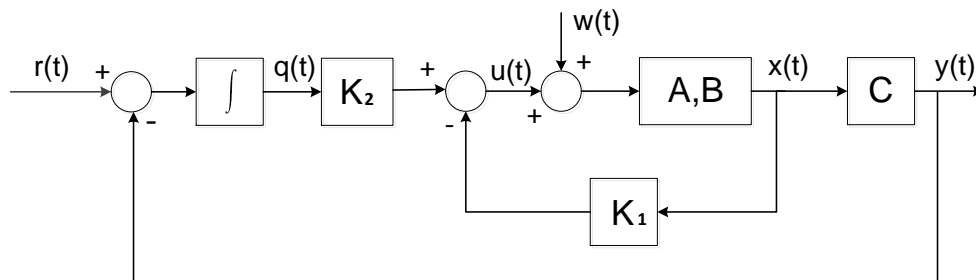 w(t)
r(t)
+
-
∫
q(t)
K₂
+
-
u(t)
+
+
A,B
x(t)
C
y(t)
K₁